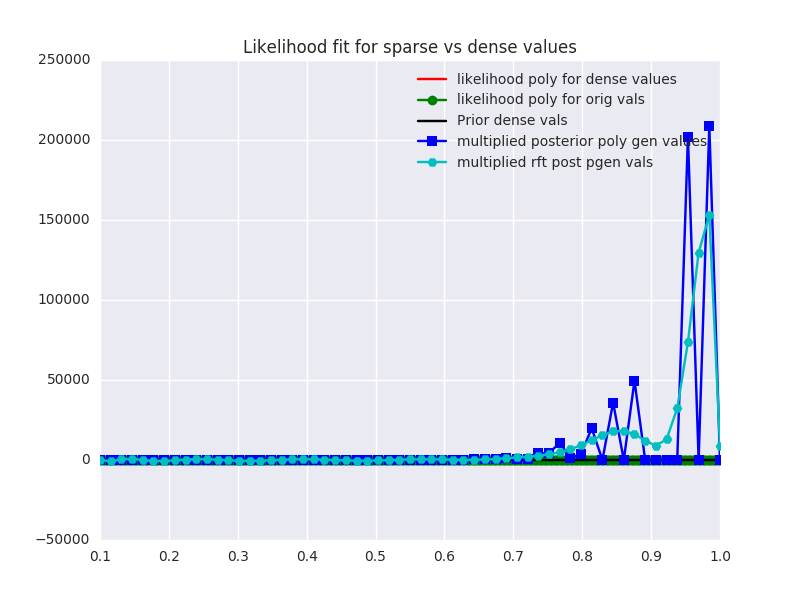 Likelihood fit for sparse vs dense values
250000
200000
150000
100000
50000
0
−50000
likelihood poly for dense values
likelihood poly for orig vals
Prior dense vals
multiplied posterior poly gen values
multiplied rft post pgen vals
0.1 0.2 0.3 0.4 0.5 0.6 0.7 0.8 0.9 1.0